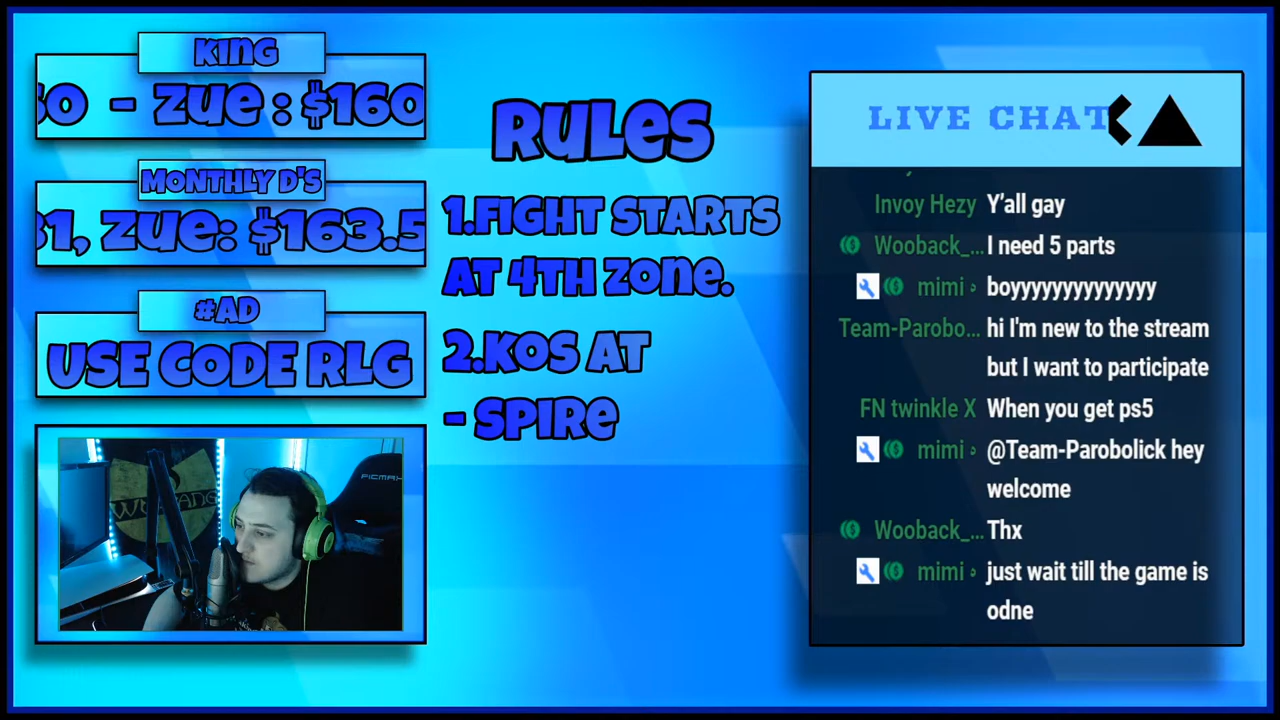 King
60 - Zue : $160
Monthly D's
31, Zue: $163.5
#AD
USE CODE RLG
FICMAX
Rules
1.Fight starts
at 4th zone.
2.KOS at
- Spire
LIVE CHAT
Invoy Hezy Y'all gay
Wooback_... I need 5 parts
mimi boyyyyyyyyyyyyyy
Team-Parobo... hi I'm new to the stream
but I want to participate
FN twinkle X When you get ps5
mimi @Team-Parobolick hey
welcome
Wooback_... Thx
mimi just wait till the game is
odne